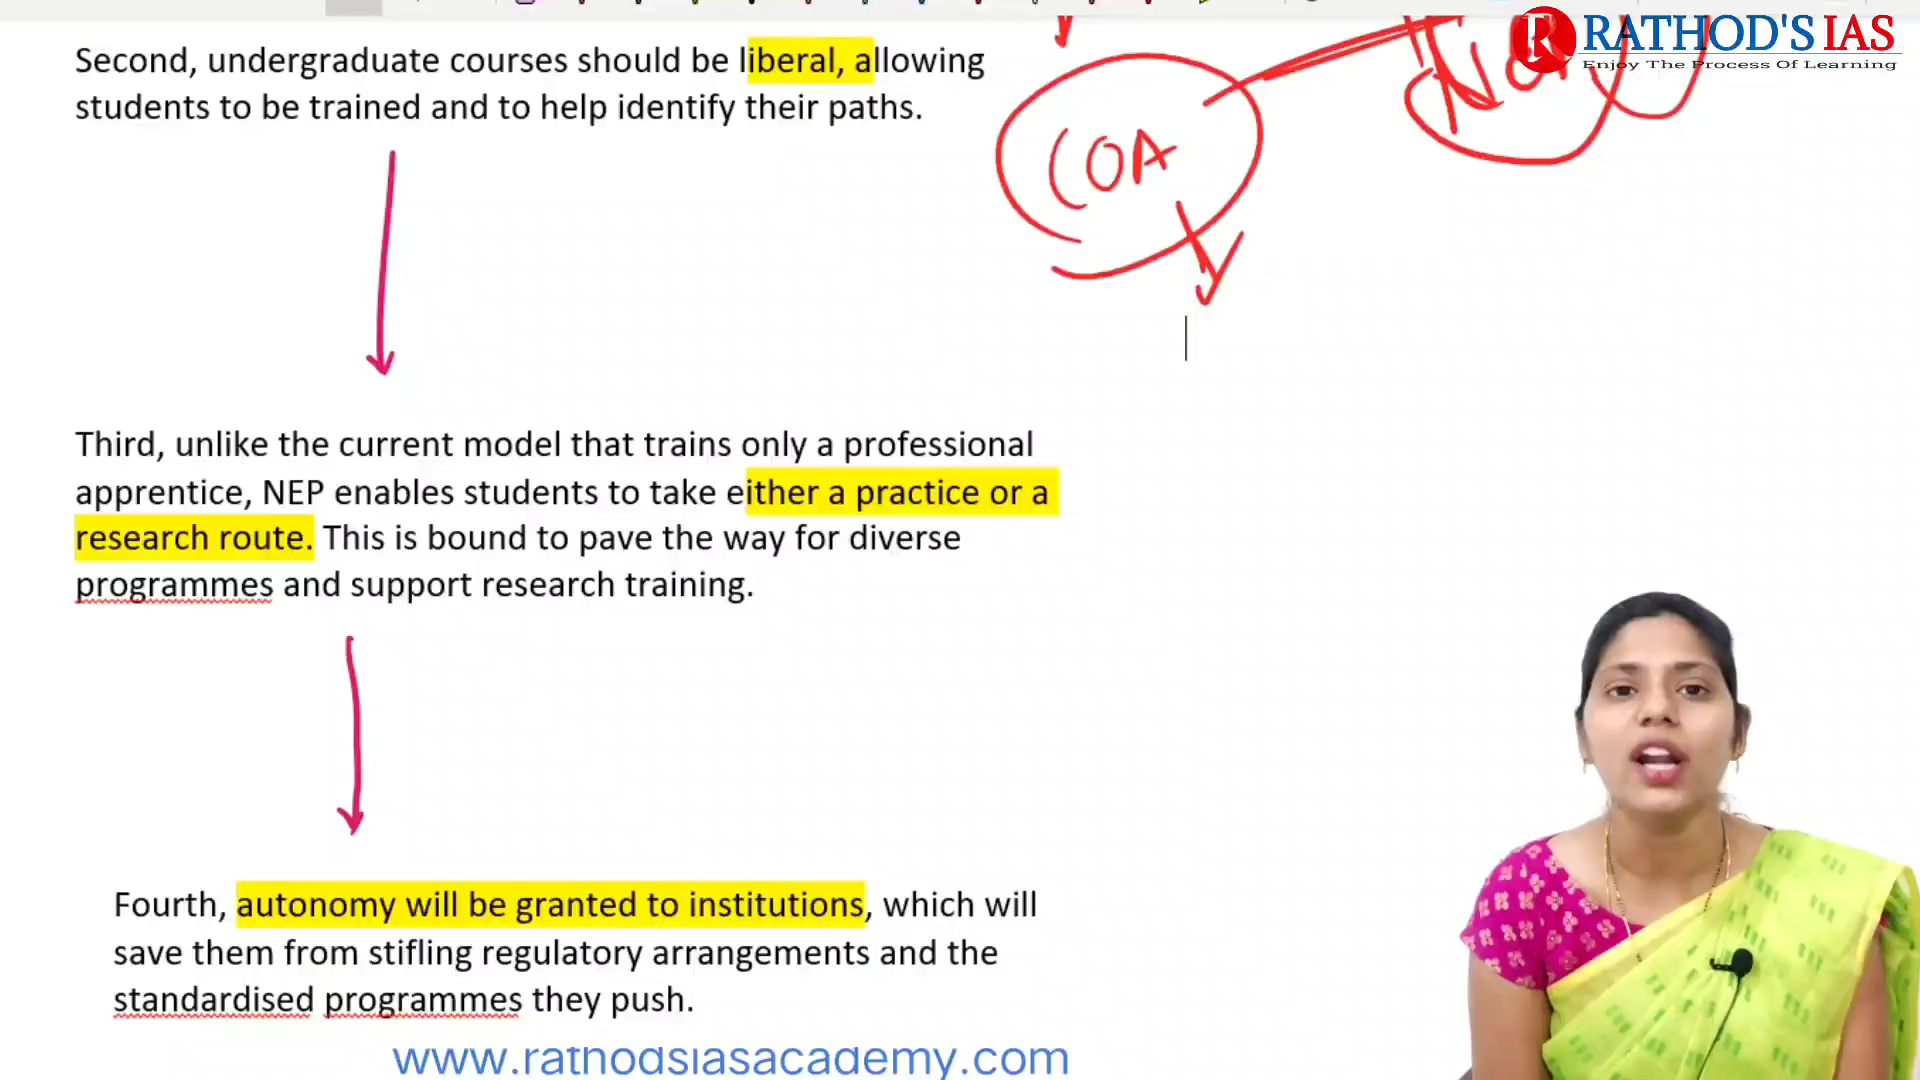 RATHOD'S IAS
Enjoy The Process Of Learning
Second, undergraduate courses should be liberal, allowing
students to be trained and to help identify their paths.
COA
Third, unlike the current model that trains only a professional
apprentice, NEP enables students to take either a practice or a
research route. This is bound to pave the way for diverse
programmes and support research training.
Fourth, autonomy will be granted to institutions, which will
save them from stifling regulatory arrangements and the
standardised programmes they push.
www.rathodsiasacademy.com